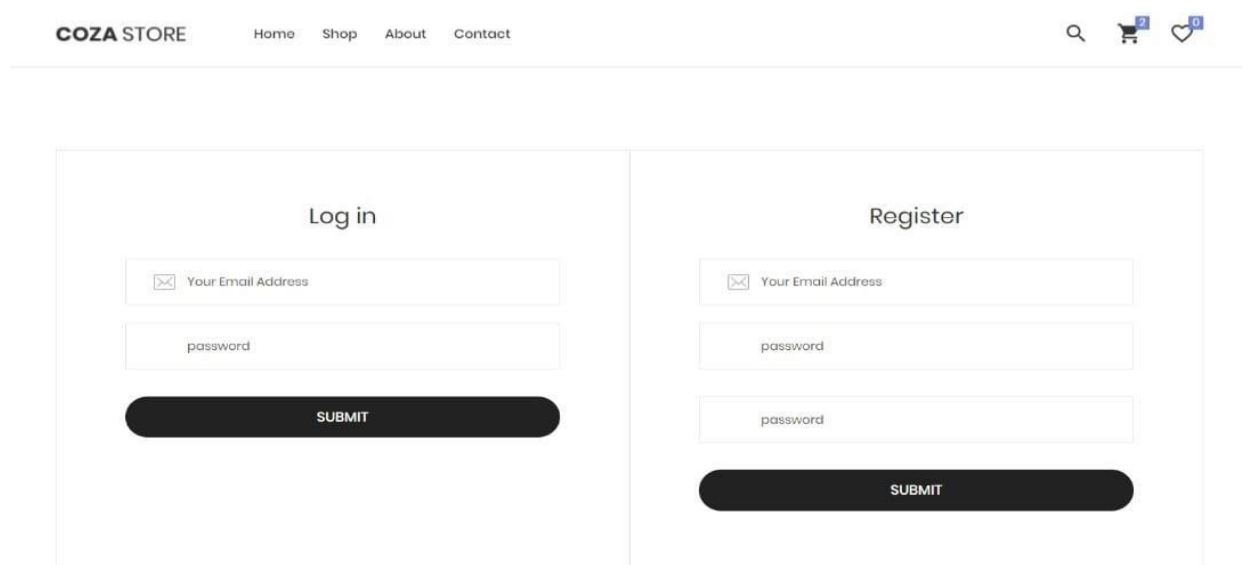 COZA STORE Home Shop About Contact 2 0
Log in
Your Email Address
password
SUBMIT
Register
Your Email Address
password
password
SUBMIT